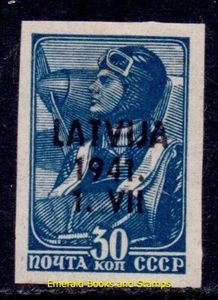 LATVIJA
1941.
1. VII
30
ПОЧТА КОП СССР
Emerald Books and Stamps